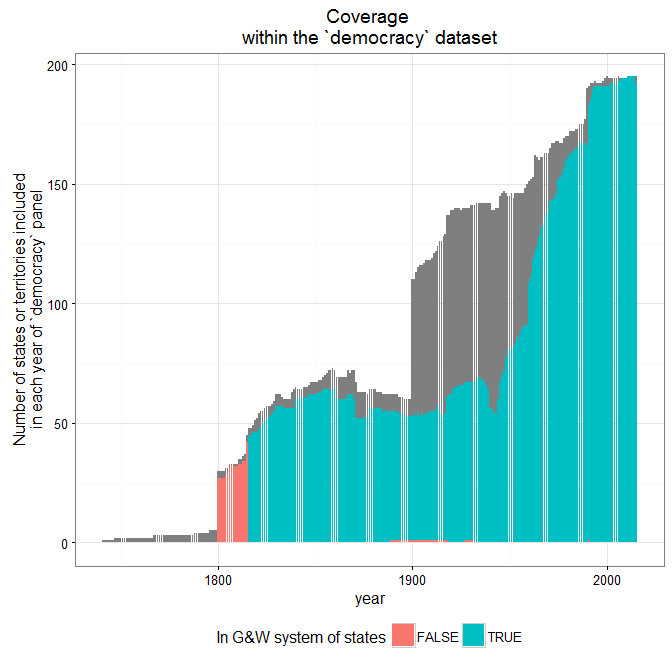 Coverage
within the `democracy` dataset
Number of states or territories included
in each year of `democracy` panel
200
150
100
50
0
1800 1900 2000
year
In G&W system of states FALSE TRUE